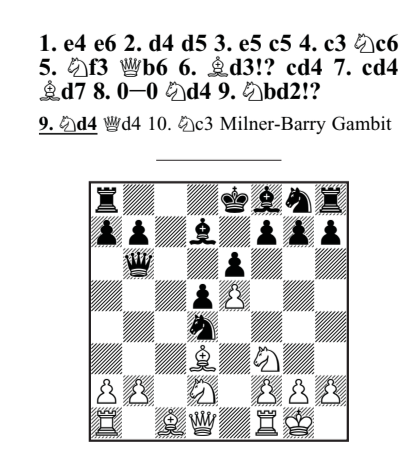 1. e4 e6 2. d4 d5 3. e5 c5 4. c3 ♘c6
5. ♘f3 ♕b6 6. ♗d3!? cd4 7. cd4
♗d7 8. 0–0 ♘d4 9. ♘bd2!?
9. ♘d4 ♕d4 10. ♘c3 Milner-Barry Gambit